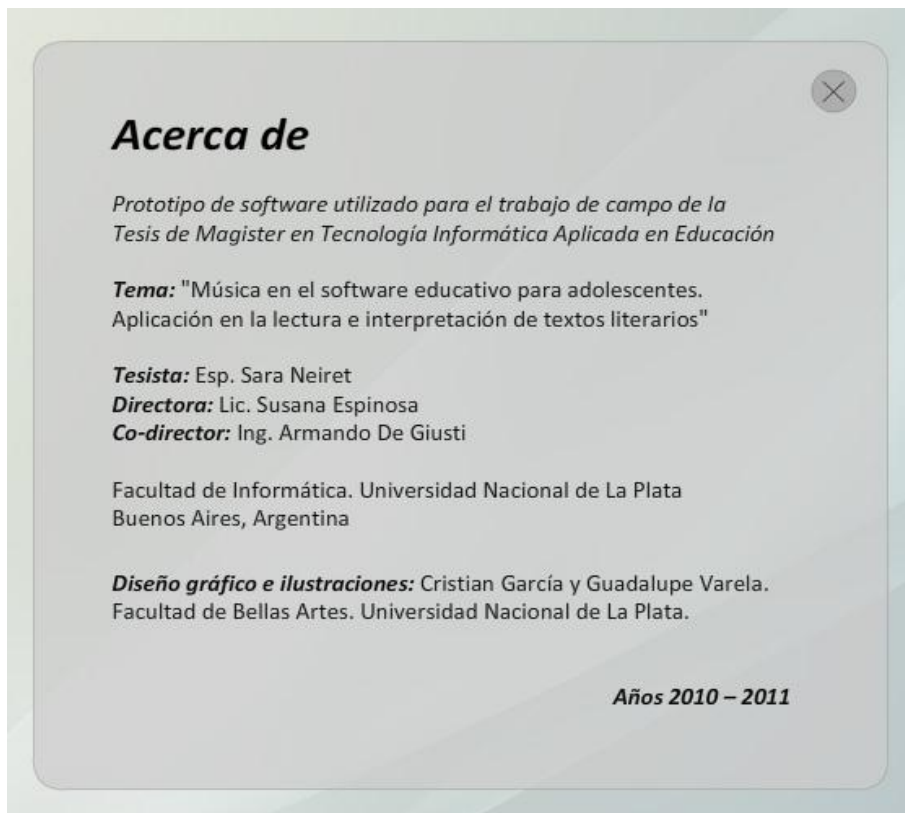 Acerca de
Prototipo de software utilizado para el trabajo de campo de la
Tesis de Magister en Tecnología Informática Aplicada en Educación
Tema: "Música en el software educativo para adolescentes.
Aplicación en la lectura e interpretación de textos literarios"
Tesista: Esp. Sara Neiret
Directora: Lic. Susana Espinosa
Co-director: Ing. Armando De Giusti
Facultad de Informática. Universidad Nacional de La Plata
Buenos Aires, Argentina
Diseño gráfico e ilustraciones: Cristian García y Guadalupe Varela.
Facultad de Bellas Artes. Universidad Nacional de La Plata.
Años 2010 – 2011